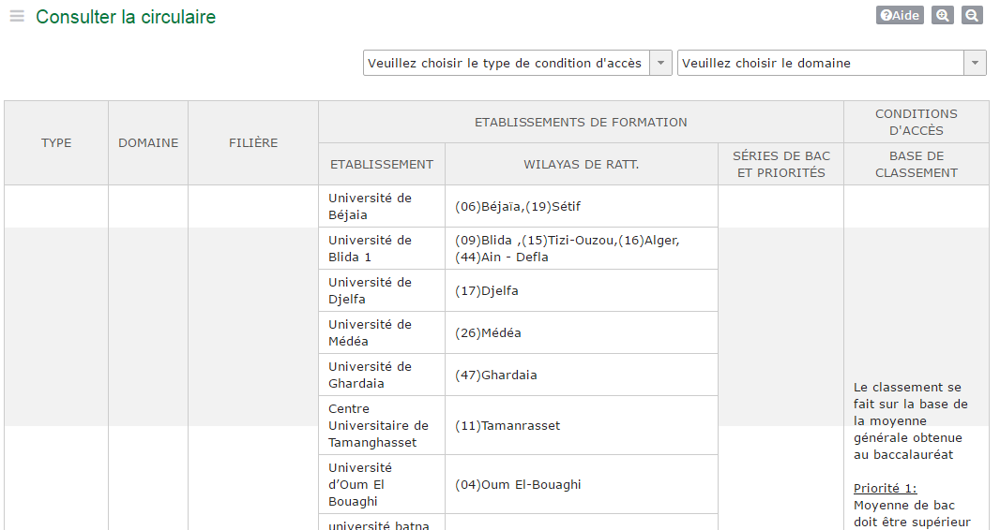 Consulter la circulaire
Aide
Veuillez choisir le type de condition d'accès
Veuillez choisir le domaine
TYPE
DOMAINE
FILIÈRE
ETABLISSEMENTS DE FORMATION
CONDITIONS
D'ACCÈS
ETABLISSEMENT
WILAYAS DE RATT.
SÉRIES DE BAC
ET PRIORITÉS
BASE DE
CLASSEMENT
Université de
Béjaia
(06)Béjaïa,(19)Sétif
Université de
Blida 1
(09)Blida ,(15)Tizi-Ouzou,(16)Alger,
(44)Ain - Defla
Université de
Djelfa
(17)Djelfa
Université de
Médéa
(26)Médéa
Université de
Ghardaia
(47)Ghardaia
Centre
Universitaire de
Tamanghasset
(11)Tamanrasset
Université
d’Oum El
Bouaghi
(04)Oum El-Bouaghi
université batna
Le classement se
fait sur la base de
la moyenne
générale obtenue
au baccalauréat
Priorité 1:
Moyenne de bac
doit être supérieur